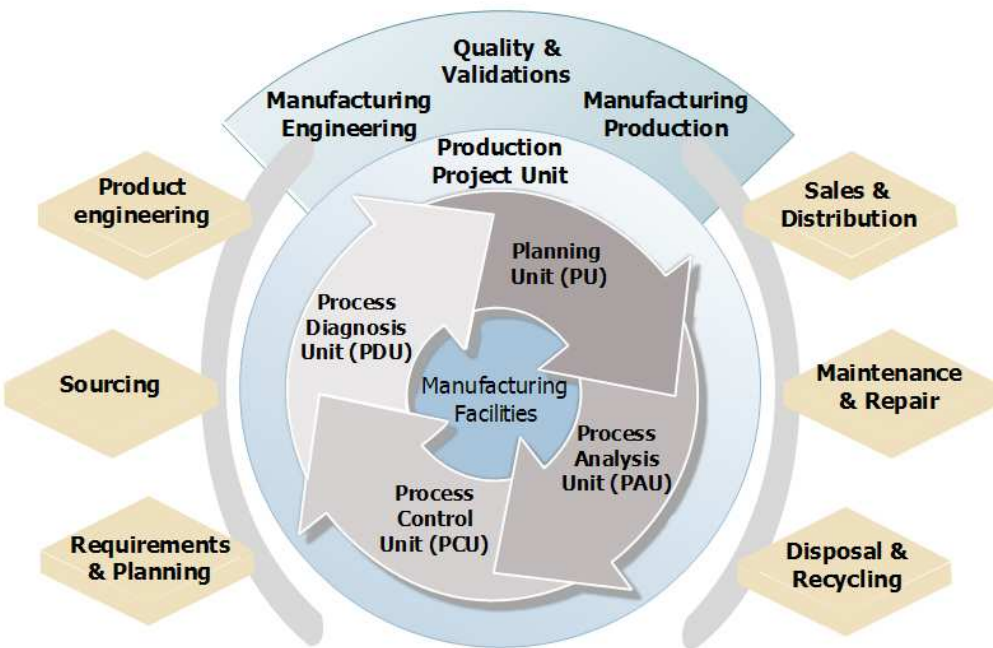 Quality &
Validations
Manufacturing
Engineering
Manufacturing
Production
Production
Project Unit
Product
engineering
Sales &
Distribution
Planning
Unit (PU)
Process
Diagnosis
Unit (PDU)
Sourcing
Manufacturing
Facilities
Maintenance
& Repair
Process
Analysis
Unit (PAU)
Process
Control
Unit (PCU)
Requirements
& Planning
Disposal &
Recycling